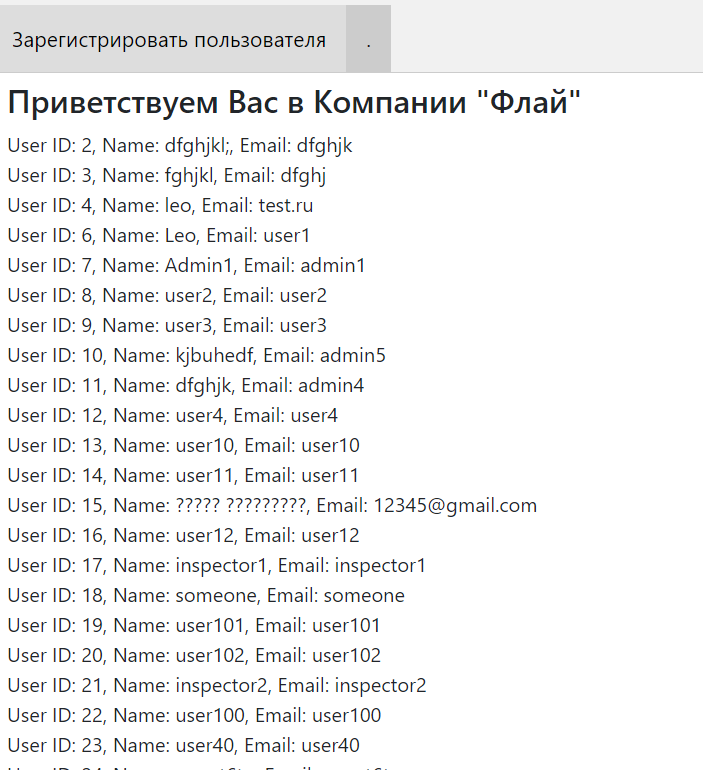 Зарегистрировать пользователя .
Приветствуем Вас в Компании "Флай"
User ID: 2, Name: dfghjkl;, Email: dfghjk
User ID: 3, Name: fghjkl, Email: dfghj
User ID: 4, Name: leo, Email: test.ru
User ID: 6, Name: Leo, Email: user1
User ID: 7, Name: Admin1, Email: admin1
User ID: 8, Name: user2, Email: user2
User ID: 9, Name: user3, Email: user3
User ID: 10, Name: kjbuhedf, Email: admin5
User ID: 11, Name: dfghjk, Email: admin4
User ID: 12, Name: user4, Email: user4
User ID: 13, Name: user10, Email: user10
User ID: 14, Name: user11, Email: user11
User ID: 15, Name: ????? ?????????, Email: 12345@gmail.com
User ID: 16, Name: user12, Email: user12
User ID: 17, Name: inspector1, Email: inspector1
User ID: 18, Name: someone, Email: someone
User ID: 19, Name: user101, Email: user101
User ID: 20, Name: user102, Email: user102
User ID: 21, Name: inspector2, Email: inspector2
User ID: 22, Name: user100, Email: user100
User ID: 23, Name: user40, Email: user40